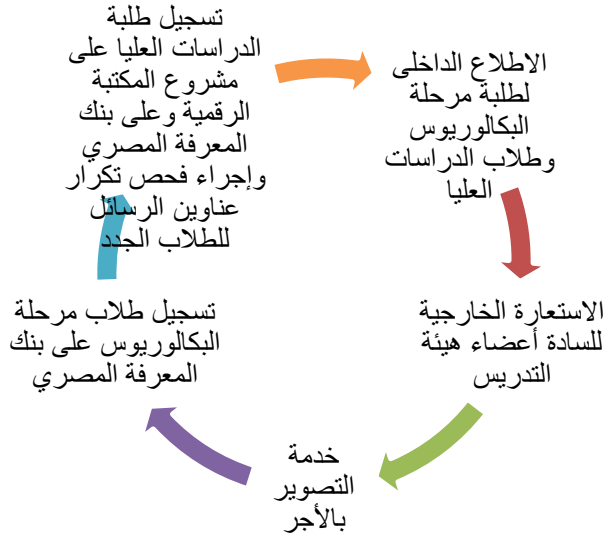 تسجيل طلبة
الدراسات العليا على
مشروع المكتبة
الرقمية وعلى بنك
المعرفة المصري
وإجراء فحص تكرار
عناوين الرسائل
للطلاب الجدد
الاطلاع الداخلى
لطلبة مرحلة
البكالوريوس
وطلاب الدراسات
العليا
الاستعارة الخارجية
للسادة أعضاء هيئة
التدريس
خدمة
التصوير
بالأجر
تسجيل طلاب مرحلة
البكالوريوس على بنك
المعرفة المصري